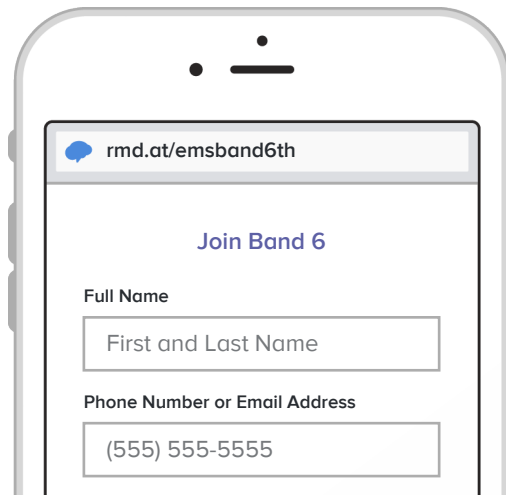 rmd.at/emsband6th
Join Band 6
Full Name
First and Last Name
Phone Number or Email Address
(555) 555-5555